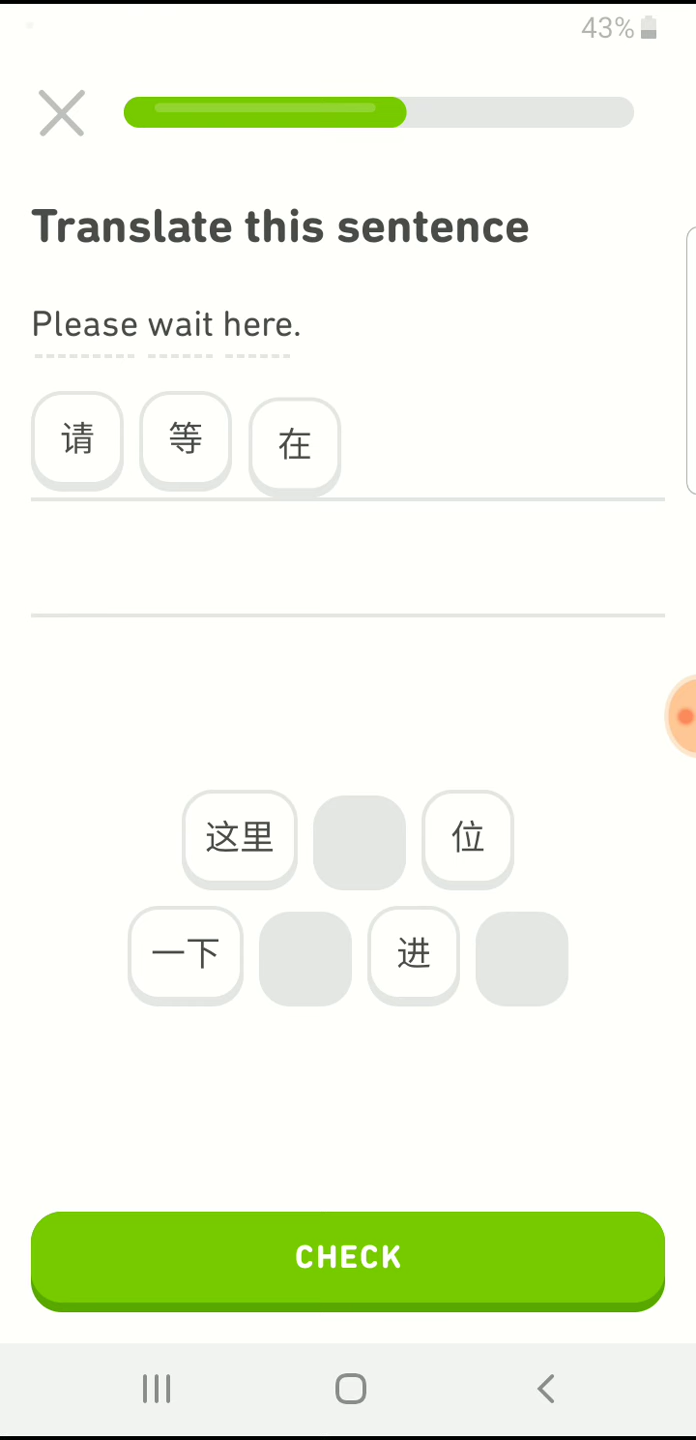 43%
Translate this sentence
Please wait here.
请 等 在
这里 位
一下 进
CHECK